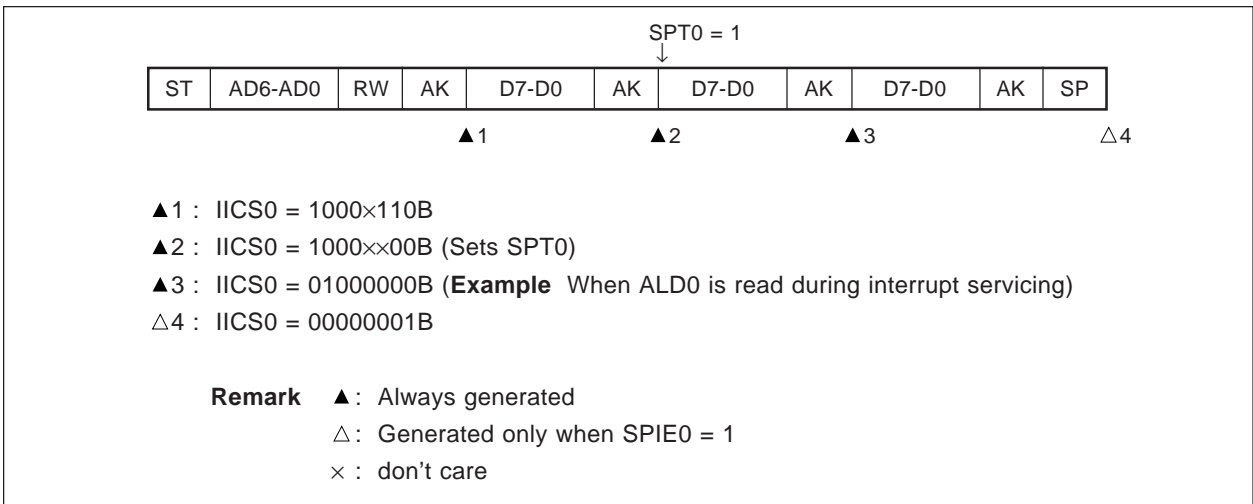 SPT0 = 1
↓
ST AD6-AD0 RW AK D7-D0 AK D7-D0 AK D7-D0 AK SP
▲1 ▲2 ▲3 △4
▲1 : IICS0 = 1000×110B
▲2 : IICS0 = 1000××00B (Sets SPT0)
▲3 : IICS0 = 01000000B (Example When ALD0 is read during interrupt servicing)
△4 : IICS0 = 00000001B
Remark ▲ : Always generated
△ : Generated only when SPIE0 = 1
× : don't care